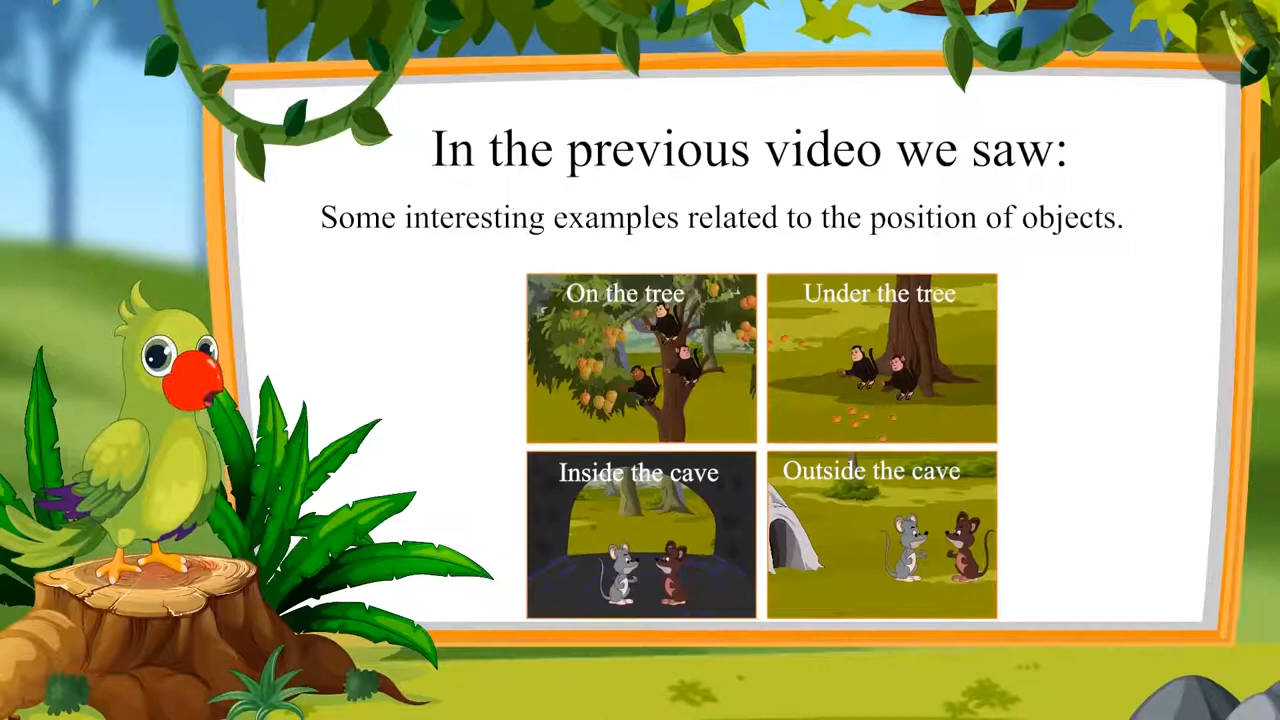 In the previous video we saw:
Some interesting examples related to the position of objects.
On the tree
Under the tree
Inside the cave
Outside the cave